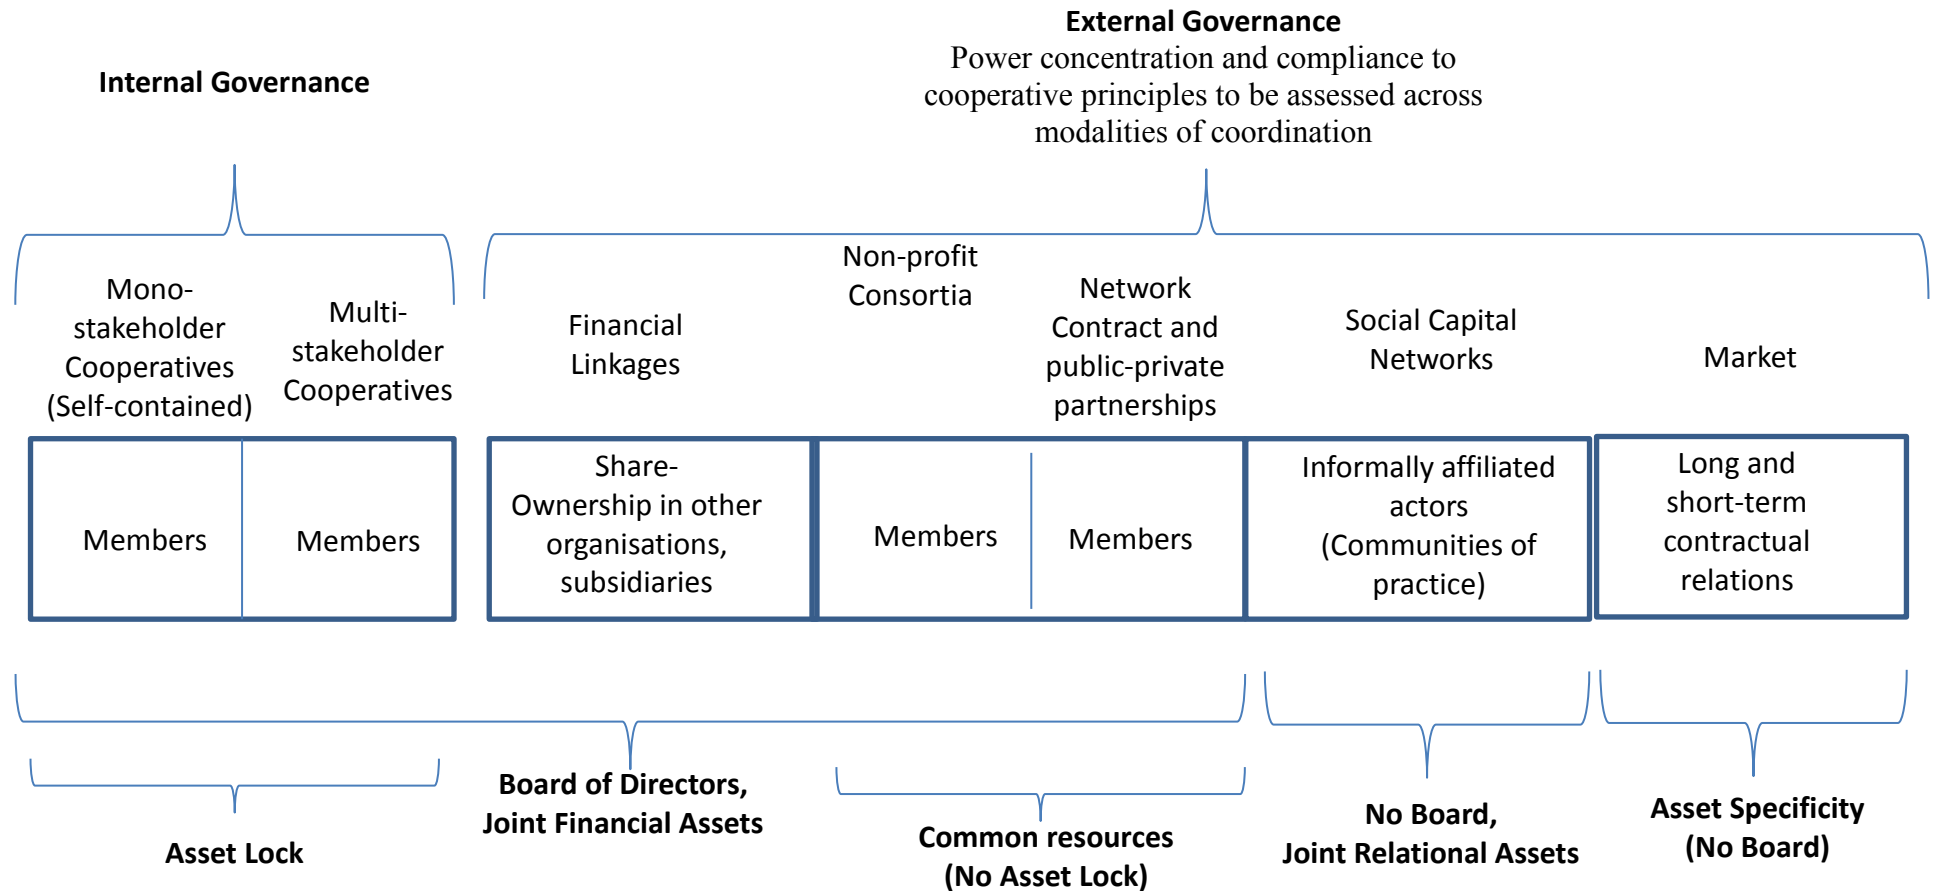 External Governance
Power concentration and compliance to
cooperative principles to be assessed across
modalities of coordination
Internal Governance
Mono-
stakeholder
Cooperatives
(Self-contained)
Multi-
stakeholder
Cooperatives
Financial
Linkages
Non-profit
Consortia
Network
Contract and
public-private
partnerships
Social Capital
Networks
Market
Members
Members
Share-
Ownership in other
organisations,
subsidiaries
Members
Members
Informally affiliated
actors
(Communities of
practice)
Long and
short-term
contractual
relations
Asset Lock
Board of Directors,
Joint Financial Assets
Common resources
(No Asset Lock)
No Board,
Joint Relational Assets
Asset Specificity
(No Board)